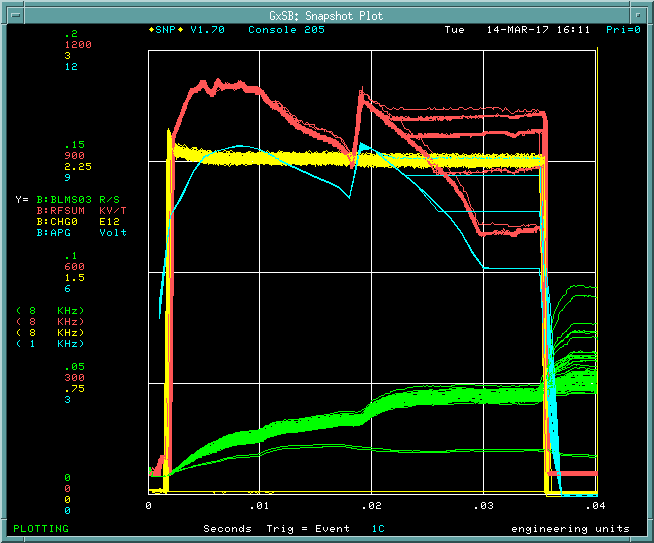 GxSB: Snapshot Plot
◆SNP◆ V1.70 Console 205 Tue 14-MAR-17 16:11 Pri=0
.2
1200
3
12
.15
900
2.25
9
Y= B:BLMS03 R/S
B:RFSUM KV/T
B:CHG0 E12
B:APG Volt
.1
600
1.5
6
( 8 KHz)
( 8 KHz)
( 8 KHz)
( 1 KHz)
.05
300
.75
3
0
0
0
0
0 .01 .02 .03 .04
PLOTTING Seconds Trig = Event 1C engineering units